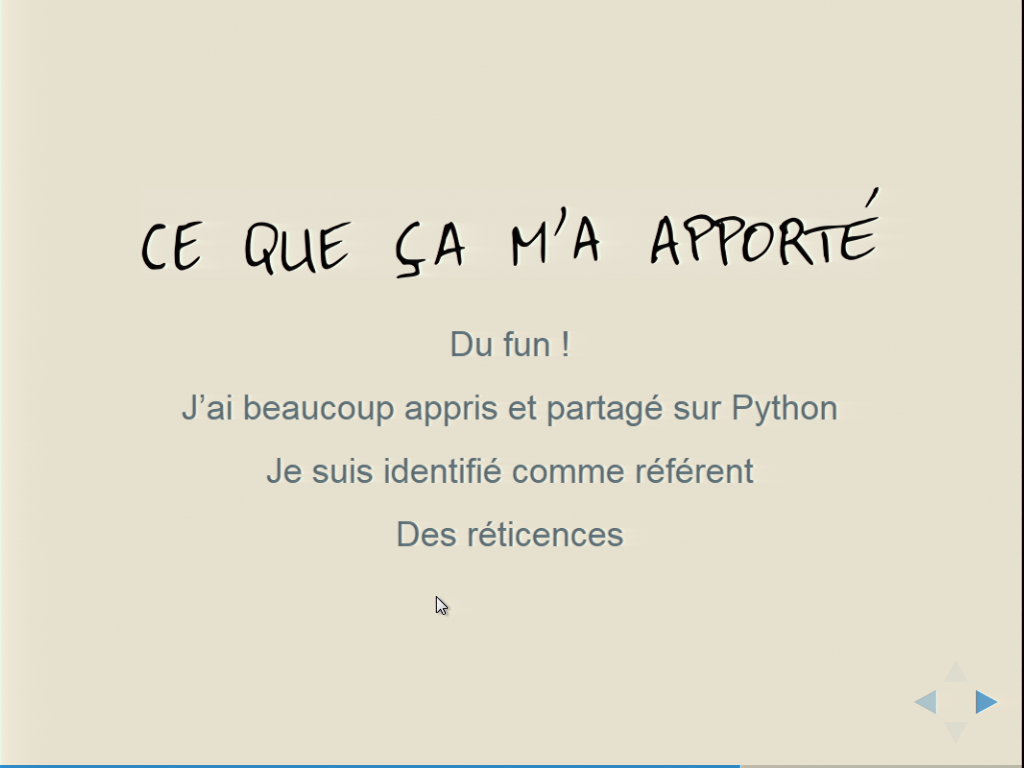 CE QUE ÇA M'A APPORTÉ
Du fun !
J’ai beaucoup appris et partagé sur Python
Je suis identifié comme référent
Des réticences